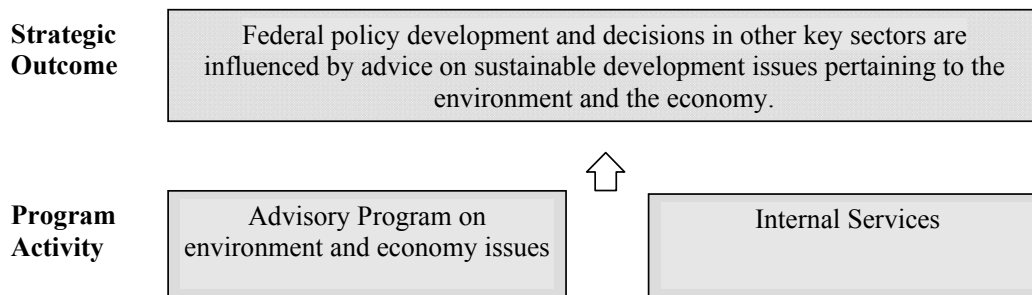 Strategic
Outcome
Federal policy development and decisions in other key sectors are
influenced by advice on sustainable development issues pertaining to the
environment and the economy.
Program
Activity
Advisory Program on
environment and economy issues
Internal Services